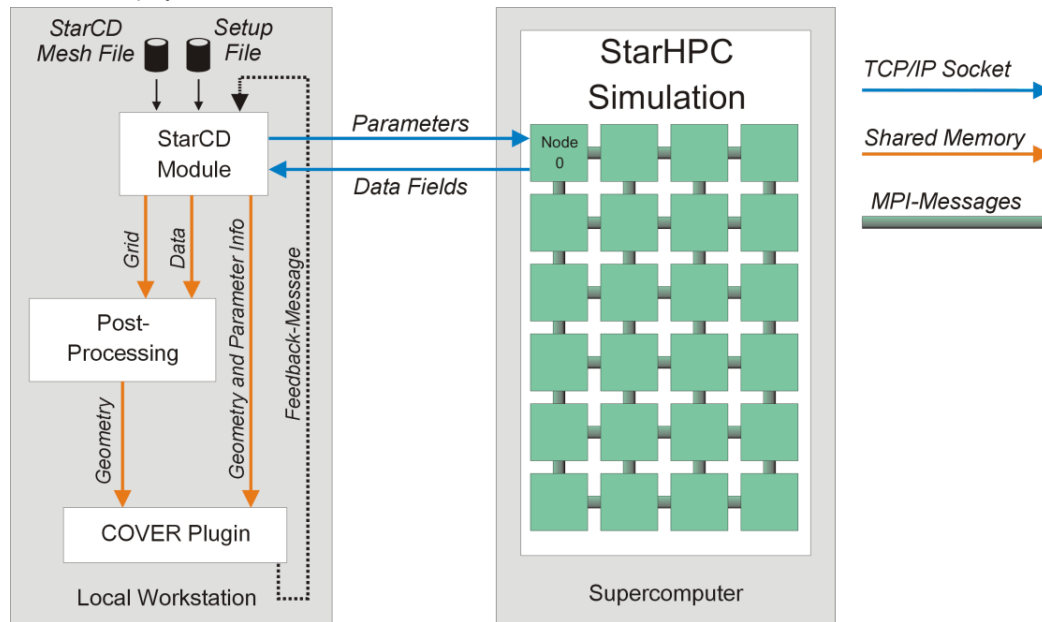 StarCD
Mesh File
Setup
File
StarCD
Module
Parameters
Data Fields
Grid
Data
Geometry and Parameter Info
Feedback-Message
Post-
Processing
Geometry
COVER Plugin
Local Workstation
StarHPC
Simulation
Node
0
Supercomputer
TCP/IP Socket
Shared Memory
MPI-Messages